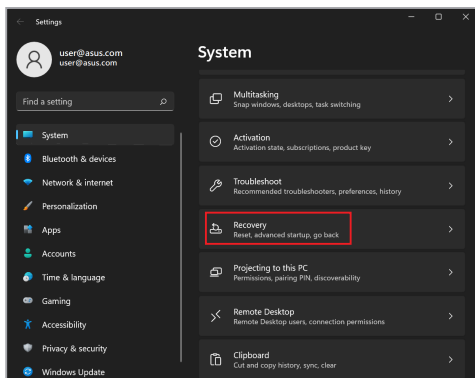 Settings
user@asus.com
user@asus.com
Find a setting
System
Bluetooth & devices
Network & internet
Personalization
Apps
Accounts
Time & language
Gaming
Accessibility
Privacy & security
Windows Update
System
Multitasking
Snap windows, desktops, task switching
Activation
Activation state, subscriptions, product key
Troubleshoot
Recommended troubleshooters, preferences, history
Recovery
Reset, advanced startup, go back
Projecting to this PC
Permissions, pairing PIN, discoverability
Remote Desktop
Remote Desktop users, connection permissions
Clipboard
Cut and copy history, sync, clear